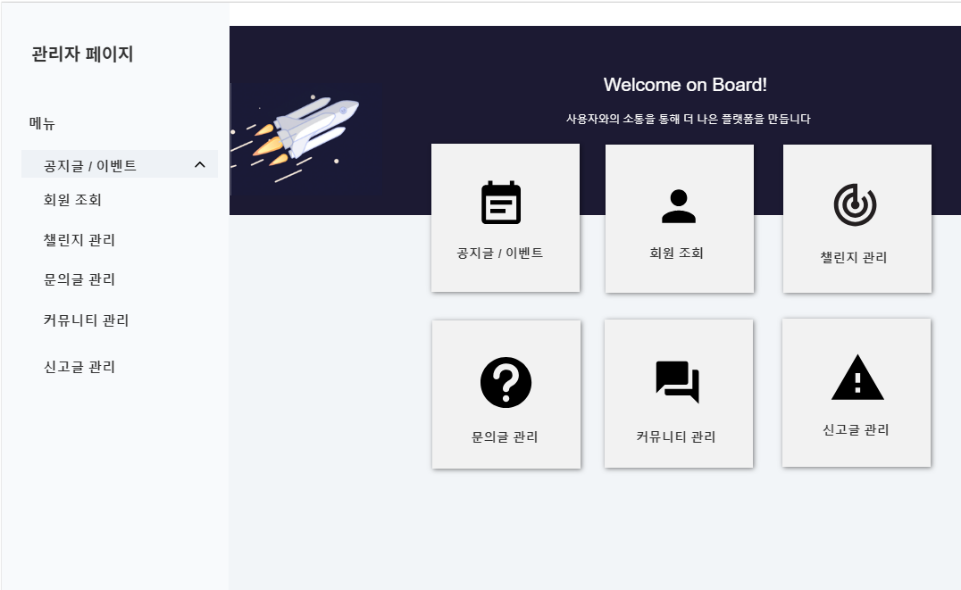 관리자 페이지
메뉴
공지글 / 이벤트
회원 조회
챌린지 관리
문의글 관리
커뮤니티 관리
신고글 관리
Welcome on Board!
사용자와의 소통을 통해 더 나은 플랫폼을 만듭니다
공지글 / 이벤트
회원 조회
챌린지 관리
문의글 관리
커뮤니티 관리
신고글 관리